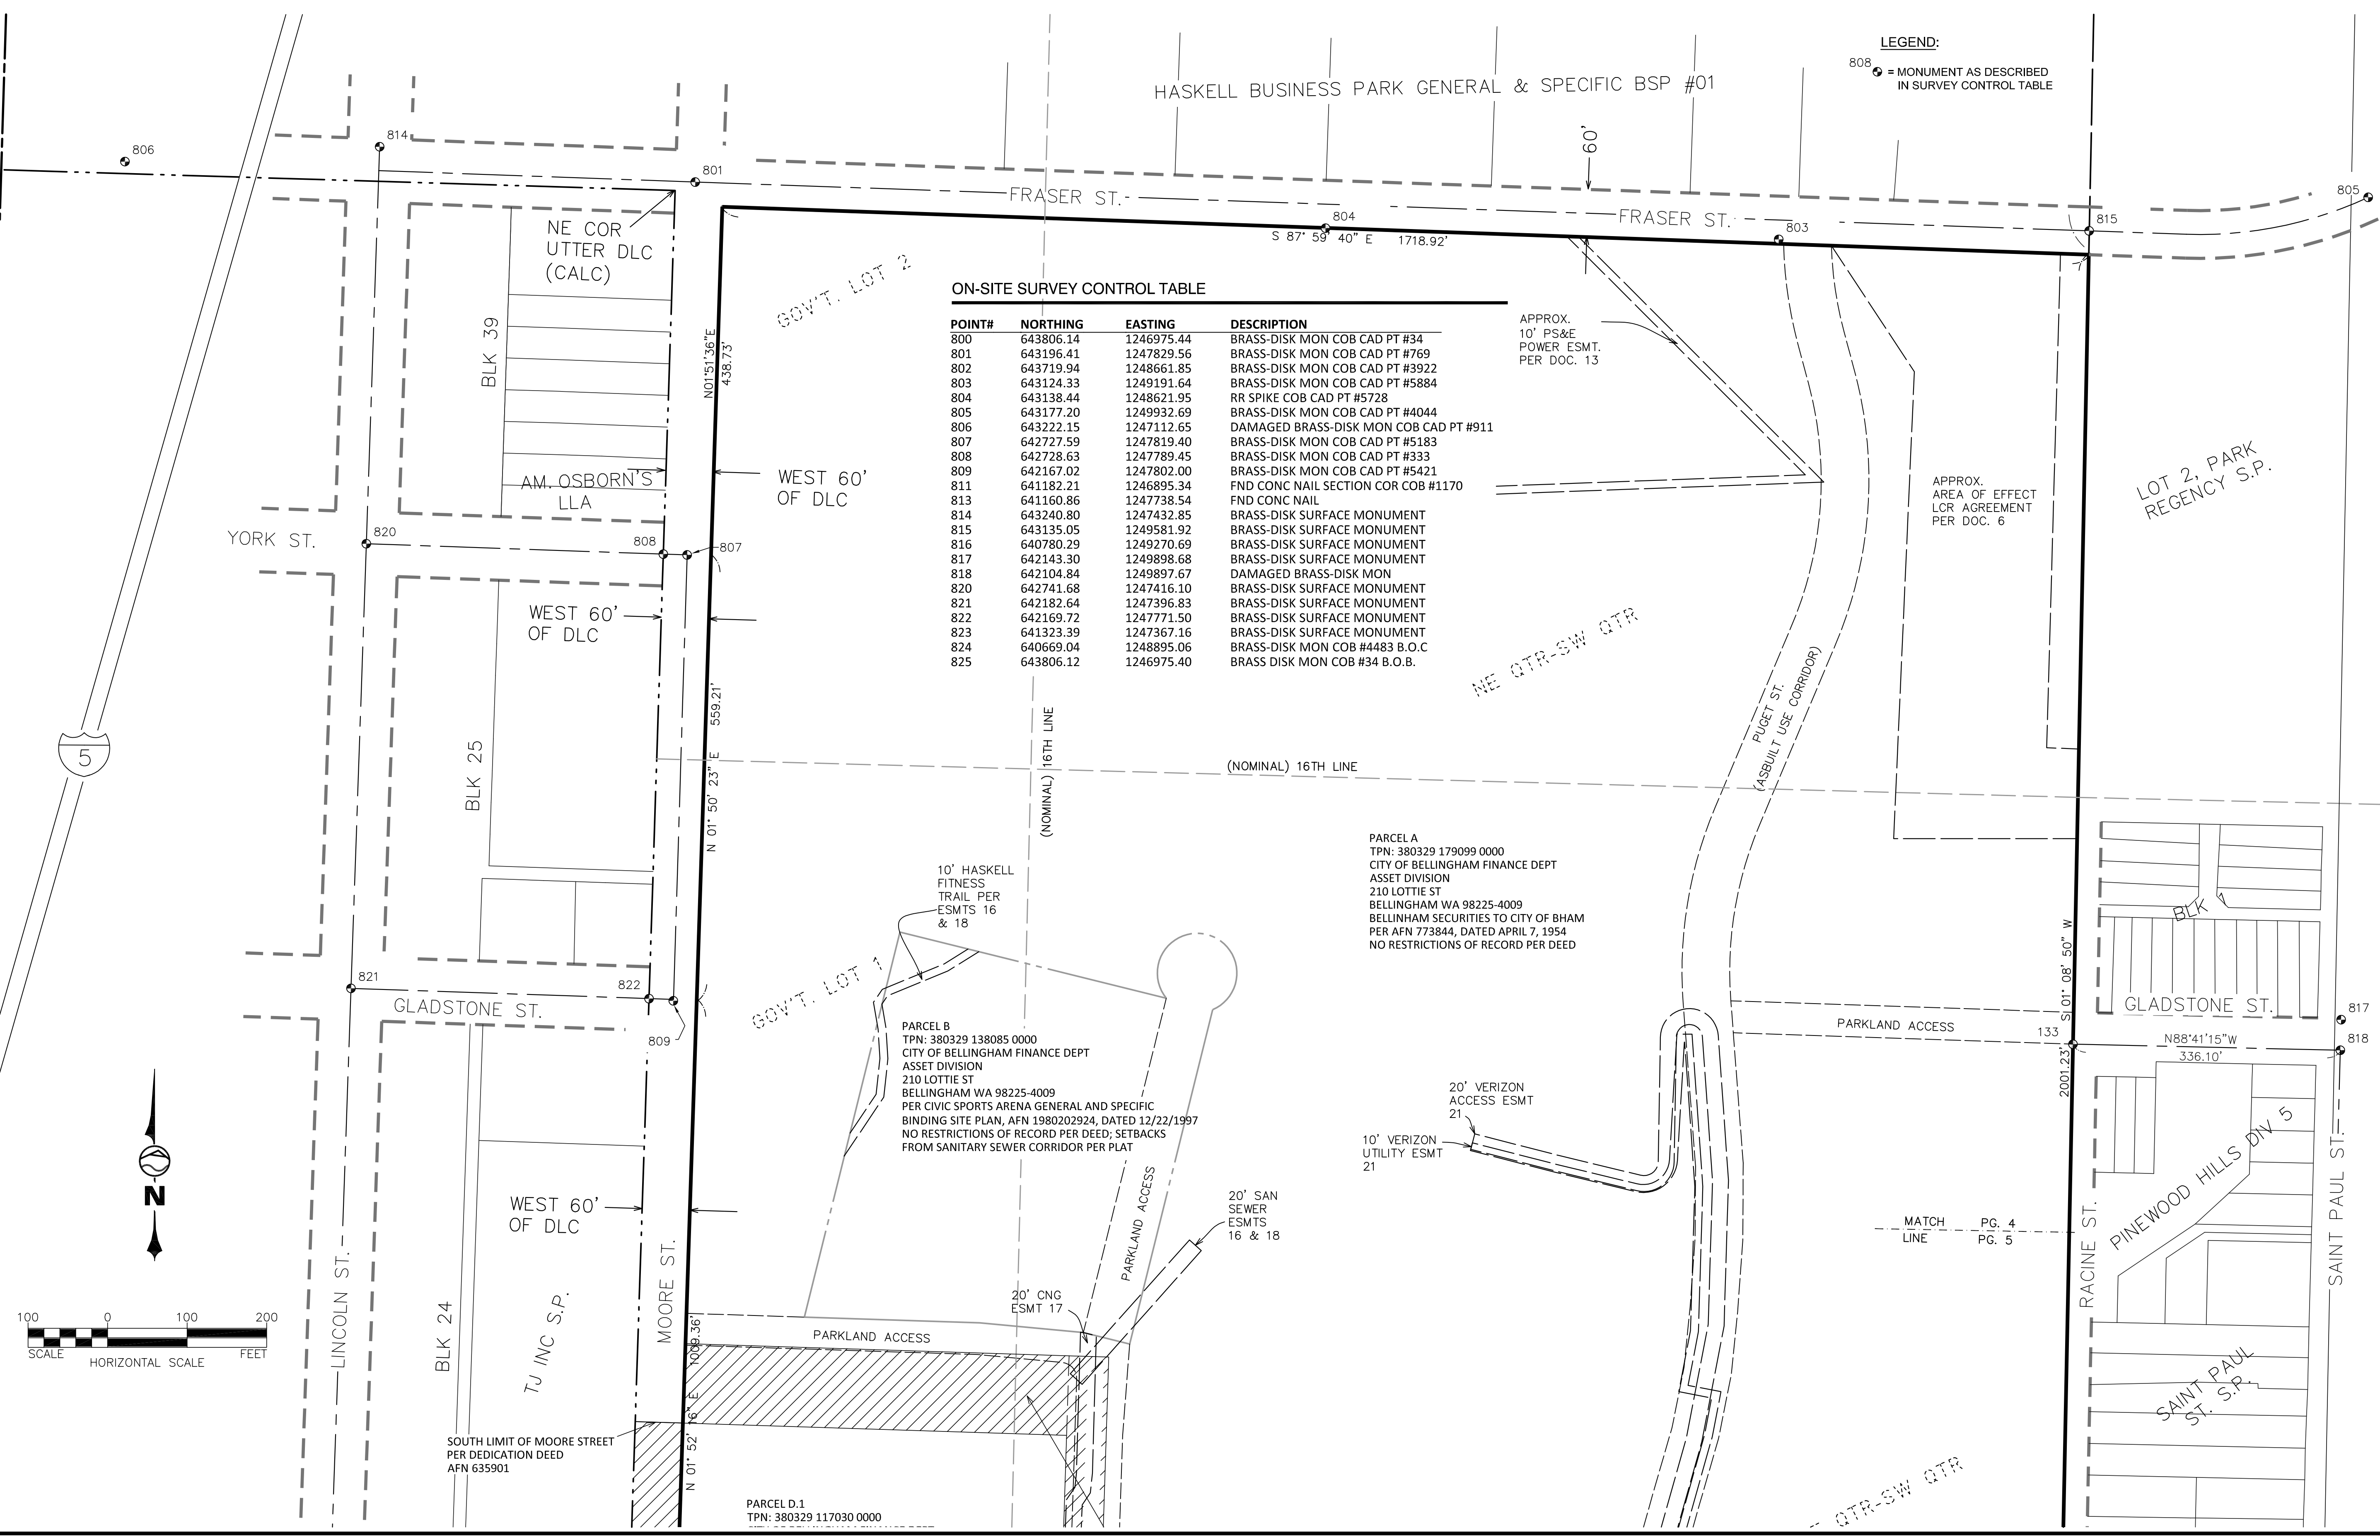 LEGEND:
808 = MONUMENT AS DESCRIBED
IN SURVEY CONTROL TABLE
HASKELL BUSINESS PARK GENERAL & SPECIFIC BSP #01
60'
806
814
801
FRASER ST.
804
FRASER ST.
803
815
805
S 87° 59' 40" E 1718.92'
NE COR
UTTER DLC
(CALC)
GOV'T. LOT 2
BLK 39
N01°51'36"E
438.73'
AM. OSBORN'S
LLA
WEST 60'
OF DLC
ON-SITE SURVEY CONTROL TABLE
POINT# NORTHING EASTING DESCRIPTION
800 643806.14 1246975.44 BRASS-DISK MON COB CAD PT #34
801 643196.41 1247829.56 BRASS-DISK MON COB CAD PT #769
802 643719.94 1248661.85 BRASS-DISK MON COB CAD PT #3922
803 643124.33 1249191.64 BRASS-DISK MON COB CAD PT #5884
804 643138.44 1248621.95 RR SPIKE COB CAD PT #5728
805 643177.20 1249932.69 BRASS-DISK MON COB CAD PT #4044
806 643222.15 1247112.65 DAMAGED BRASS-DISK MON COB CAD PT #911
807 642727.59 1247819.40 BRASS-DISK MON COB CAD PT #5183
808 642728.63 1247789.45 BRASS-DISK MON COB CAD PT #333
809 642167.02 1247802.00 BRASS-DISK MON COB CAD PT #5421
811 641182.21 1246895.34 FND CONC NAIL SECTION COR COB #1170
813 641160.86 1247738.54 FND CONC NAIL
814 643240.80 1247432.85 BRASS-DISK SURFACE MONUMENT
815 643135.05 1249581.92 BRASS-DISK SURFACE MONUMENT
816 640780.29 1249270.69 BRASS-DISK SURFACE MONUMENT
817 642143.30 1249898.68 BRASS-DISK SURFACE MONUMENT
818 642104.84 1249897.67 DAMAGED BRASS-DISK MON
820 642741.68 1247416.10 BRASS-DISK SURFACE MONUMENT
821 642182.64 1247396.83 BRASS-DISK SURFACE MONUMENT
822 642169.72 1247771.50 BRASS-DISK SURFACE MONUMENT
823 641323.39 1247367.16 BRASS-DISK SURFACE MONUMENT
824 640669.04 1248895.06 BRASS-DISK MON COB #4483 B.O.C
825 643806.12 1246975.40 BRASS DISK MON COB #34 B.O.B.
APPROX.
10' PS&E
POWER ESMT.
PER DOC. 13
APPROX.
AREA OF EFFECT
LCR AGREEMENT
PER DOC. 6
LOT 2, PARK
REGENCY S.P.
YORK ST.
820
808
807
WEST 60'
OF DLC
NE QTR-SW QTR
PUGET ST.
(ASBUILT USE CORRIDOR)
5
BLK 25
N 01° 50' 23" E 559.21'
(NOMINAL) 16TH LINE
(NOMINAL) 16TH LINE
PARCEL A
TPN: 380329 179099 0000
CITY OF BELLINGHAM FINANCE DEPT
ASSET DIVISION
210 LOTTIE ST
BELLINGHAM WA 98225-4009
BELLINHAM SECURITIES TO CITY OF BHAM
PER AFN 773844, DATED APRIL 7, 1954
NO RESTRICTIONS OF RECORD PER DEED
10' HASKELL
FITNESS
TRAIL PER
ESMTS 16
& 18
BLK
GOV'T. LOT 1
821
822
GLADSTONE ST.
809
PARCEL B
TPN: 380329 138085 0000
CITY OF BELLINGHAM FINANCE DEPT
ASSET DIVISION
210 LOTTIE ST
BELLINGHAM WA 98225-4009
PER CIVIC SPORTS ARENA GENERAL AND SPECIFIC
BINDING SITE PLAN, AFN 1980202924, DATED 12/22/1997
NO RESTRICTIONS OF RECORD PER DEED; SETBACKS
FROM SANITARY SEWER CORRIDOR PER PLAT
S 01° 08' 50" W
2001.23'
GLADSTONE ST.
817
PARKLAND ACCESS
133
N88°41'15"W
336.10'
818
20' VERIZON
ACCESS ESMT
21
10' VERIZON
UTILITY ESMT
21
PINEWOOD HILLS DIV 5
N
WEST 60'
OF DLC
PARKLAND ACCESS
20' SAN
SEWER
ESMTS
16 & 18
MATCH PG. 4
LINE PG. 5
RACINE ST.
SAINT PAUL ST.
MOORE ST.
LINCOLN ST.
BLK 24
TJ INC S.P.
20' CNG
ESMT 17
100 0 100 200
SCALE HORIZONTAL SCALE FEET
PARKLAND ACCESS
N 01° 52' 16" E 1009.36'
SAINT PAUL
ST. S.P.
SOUTH LIMIT OF MOORE STREET
PER DEDICATION DEED
AFN 635901
QTR-SW QTR
PARCEL D.1
TPN: 380329 117030 0000